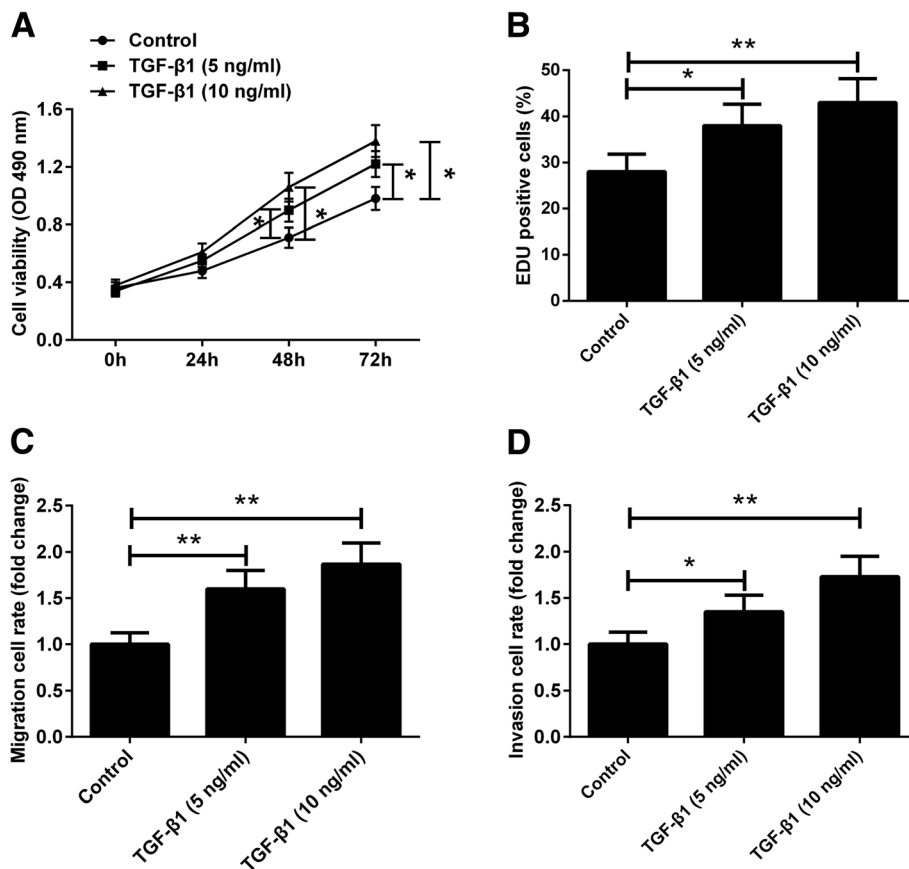 A
Control
TGF-β1 (5 ng/ml)
TGF-β1 (10 ng/ml)
Cell viability (OD 490 nm)
1.6
1.2
0.8
0.4
0.0
* * * *
0h 24h 48h 72h
B
EDU positive cells (%)
50
40
30
20
10
0
**
*
Control
TGF-β1 (5 ng/ml)
TGF-β1 (10 ng/ml)
C
Migration cell rate (fold change)
2.5
2.0
1.5
1.0
0.5
0.0
**
**
Control
TGF-β1 (5 ng/ml)
TGF-β1 (10 ng/ml)
D
Invasion cell rate (fold change)
2.5
2.0
1.5
1.0
0.5
0.0
**
*
Control
TGF-β1 (5 ng/ml)
TGF-β1 (10 ng/ml)